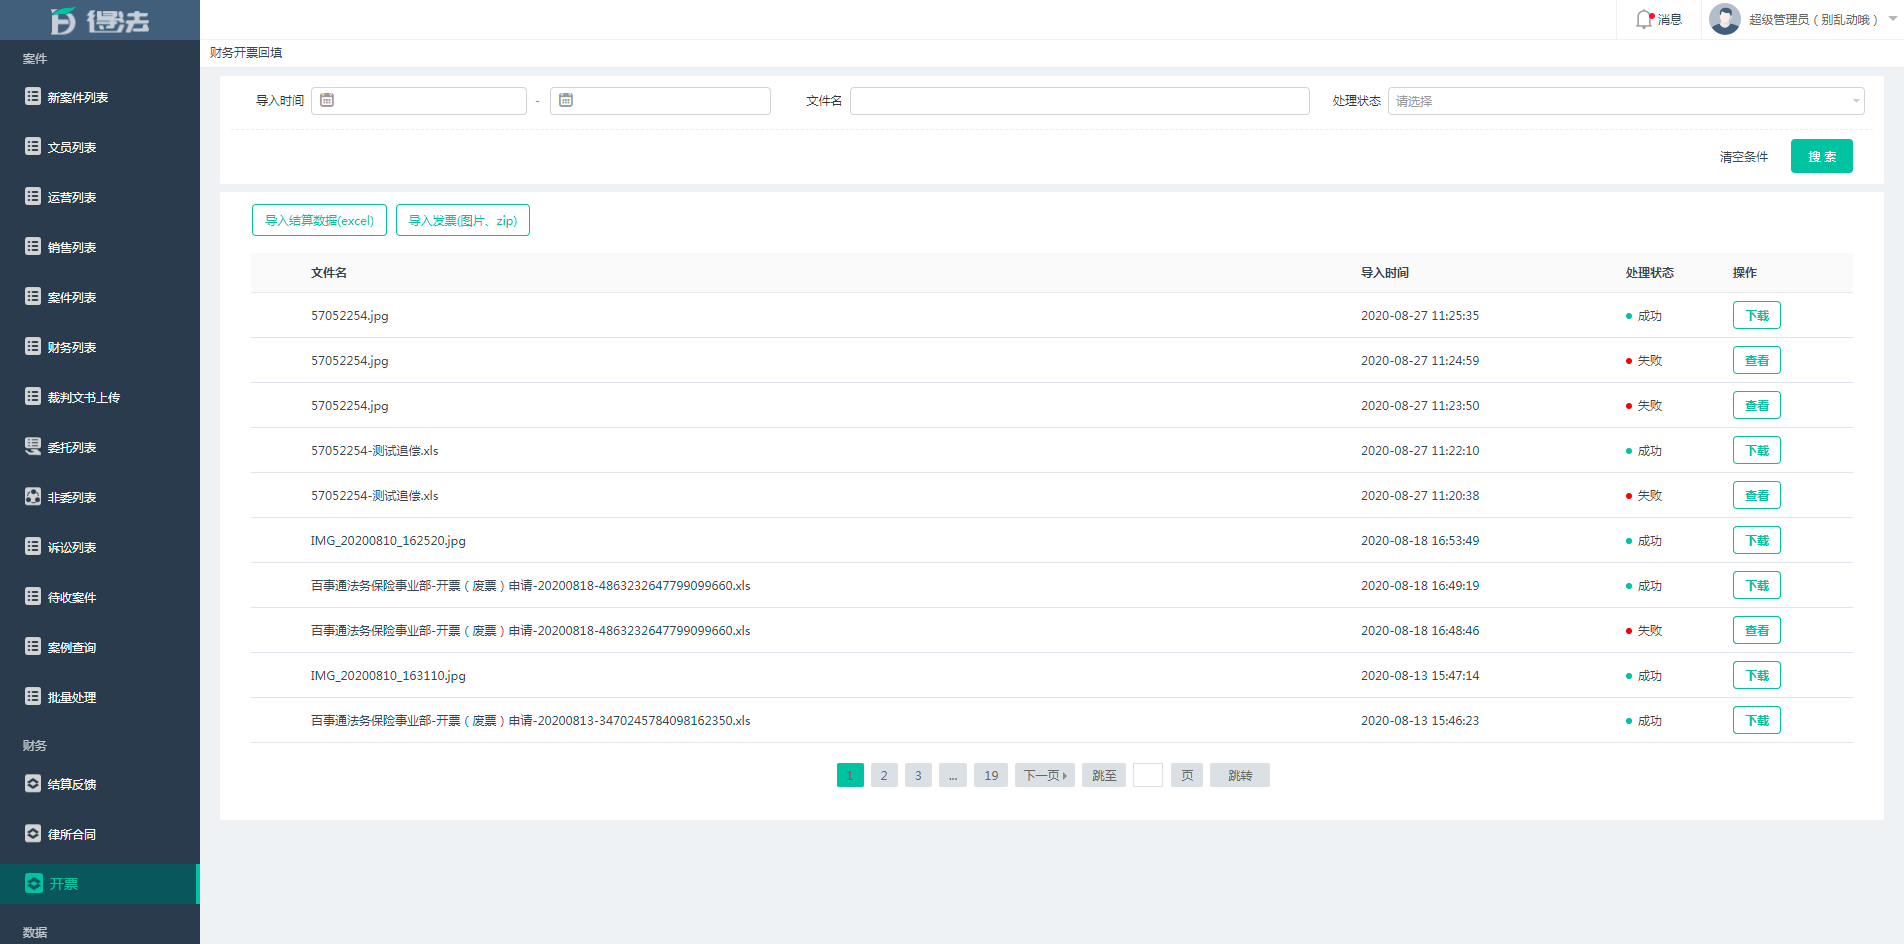 得法
消息
超级管理员（别乱动哦）
案件
新案件列表
文员列表
运营列表
销售列表
案件列表
财务列表
裁判文书上传
委托列表
非委列表
诉讼列表
待收案件
案例查询
批量处理
财务
结算反馈
律所合同
开票
数据
财务开票回填
导入时间 - 文件名 处理状态 请选择
清空条件 搜 索
导入结算数据(excel) 导入发票(图片、zip)
文件名 导入时间 处理状态 操作
57052254.jpg 2020-08-27 11:25:35 成功 下载
57052254.jpg 2020-08-27 11:24:59 失败 查看
57052254.jpg 2020-08-27 11:23:50 失败 查看
57052254-测试追偿.xls 2020-08-27 11:22:10 成功 下载
57052254-测试追偿.xls 2020-08-27 11:20:38 失败 查看
IMG_20200810_162520.jpg 2020-08-18 16:53:49 成功 下载
百事通法务保险事业部-开票（废票）申请-20200818-4863232647799099660.xls 2020-08-18 16:49:19 成功 下载
百事通法务保险事业部-开票（废票）申请-20200818-4863232647799099660.xls 2020-08-18 16:48:46 失败 查看
IMG_20200810_163110.jpg 2020-08-13 15:47:14 成功 下载
百事通法务保险事业部-开票（废票）申请-20200813-3470245784098162350.xls 2020-08-13 15:46:23 成功 下载
1 2 3 ... 19 下一页 跳至 页 跳转